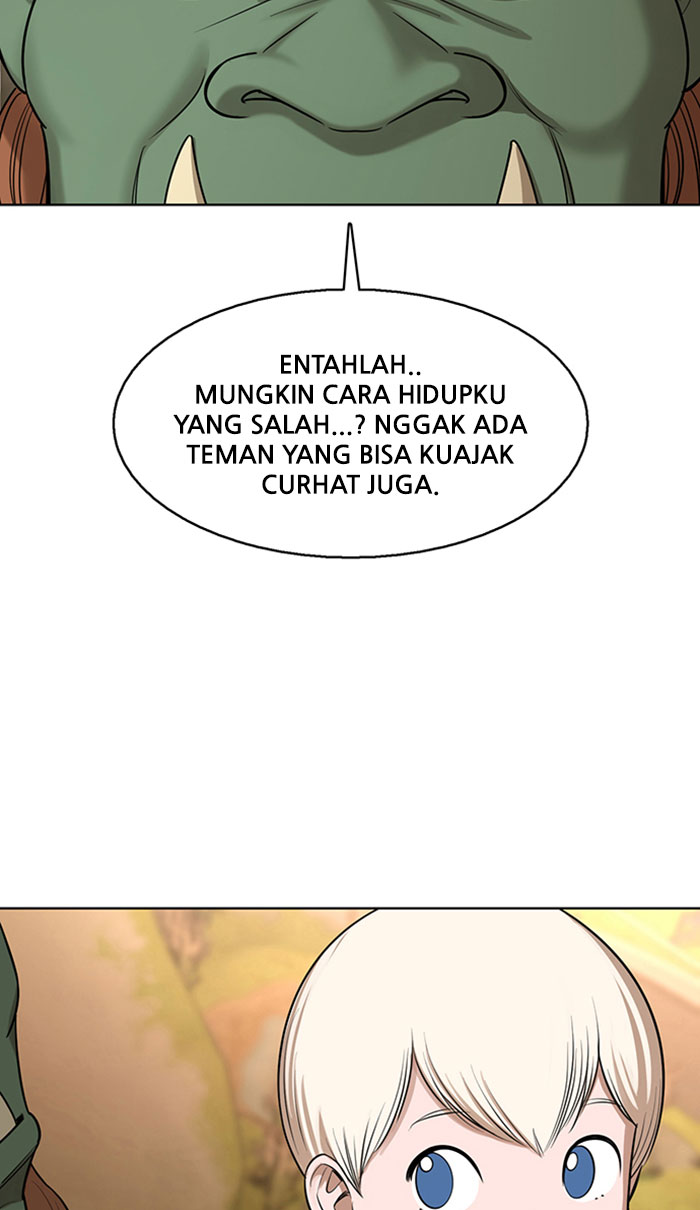 ENTAHLAH..
MUNGKIN CARA HIDUPKU
YANG SALAH...? NGGAK ADA
TEMAN YANG BISA KUAJAK
CURHAT JUGA.